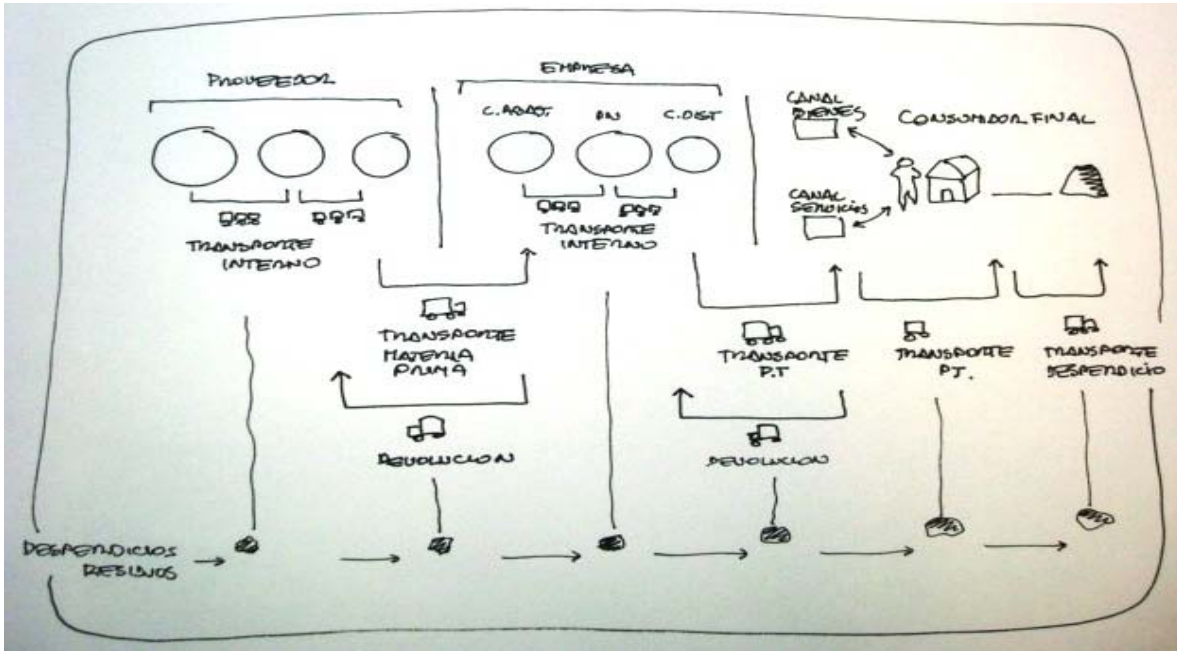 PROVEEDOR
EMPRESA
C. ABAST.
C. DIST
CANAL
BIENES
CONSUMIDOR FINAL
CANAL
SERVICIOS
TRANSPORTE
INTERNO
TRANSPORTE
INTERNO
TRANSPORTE
MATERIA
PRIMA
TRANSPORTE
P.T
TRANSPORTE
P.T.
TRANSPORTE
DESPERDICIO
DEVOLUCION
DEVOLUCION
DESPERDICIOS
RESIDUOS